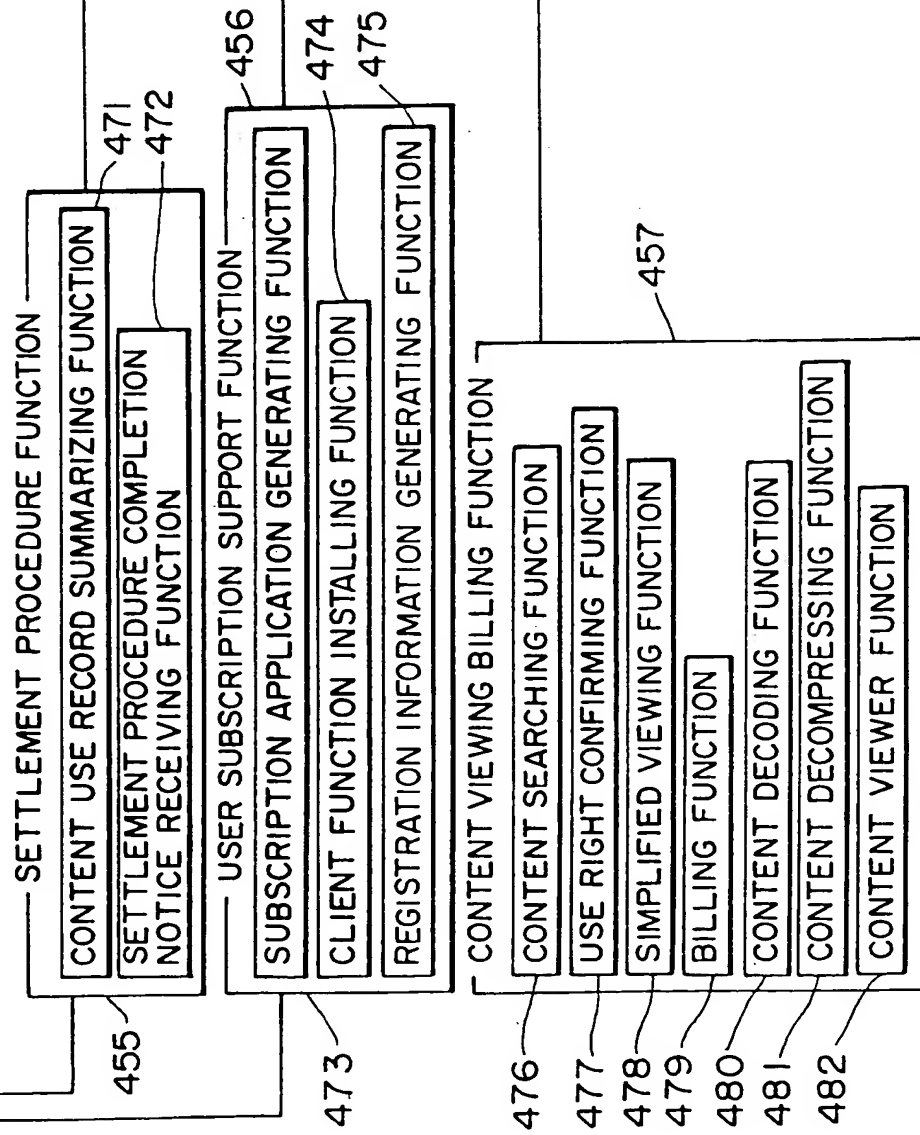 SETTLEMENT PROCEDURE FUNCTION
CONTENT USE RECORD SUMMARIZING FUNCTION
471
SETTLEMENT PROCEDURE COMPLETION
NOTICE RECEIVING FUNCTION
472
455
USER SUBSCRIPTION SUPPORT FUNCTION
456
SUBSCRIPTION APPLICATION GENERATING FUNCTION
473
CLIENT FUNCTION INSTALLING FUNCTION
474
REGISTRATION INFORMATION GENERATING FUNCTION
475
CONTENT VIEWING BILLING FUNCTION
457
476
CONTENT SEARCHING FUNCTION
477
USE RIGHT CONFIRMING FUNCTION
478
SIMPLIFIED VIEWING FUNCTION
479
BILLING FUNCTION
480
CONTENT DECODING FUNCTION
481
CONTENT DECOMPRESSING FUNCTION
482
CONTENT VIEWER FUNCTION